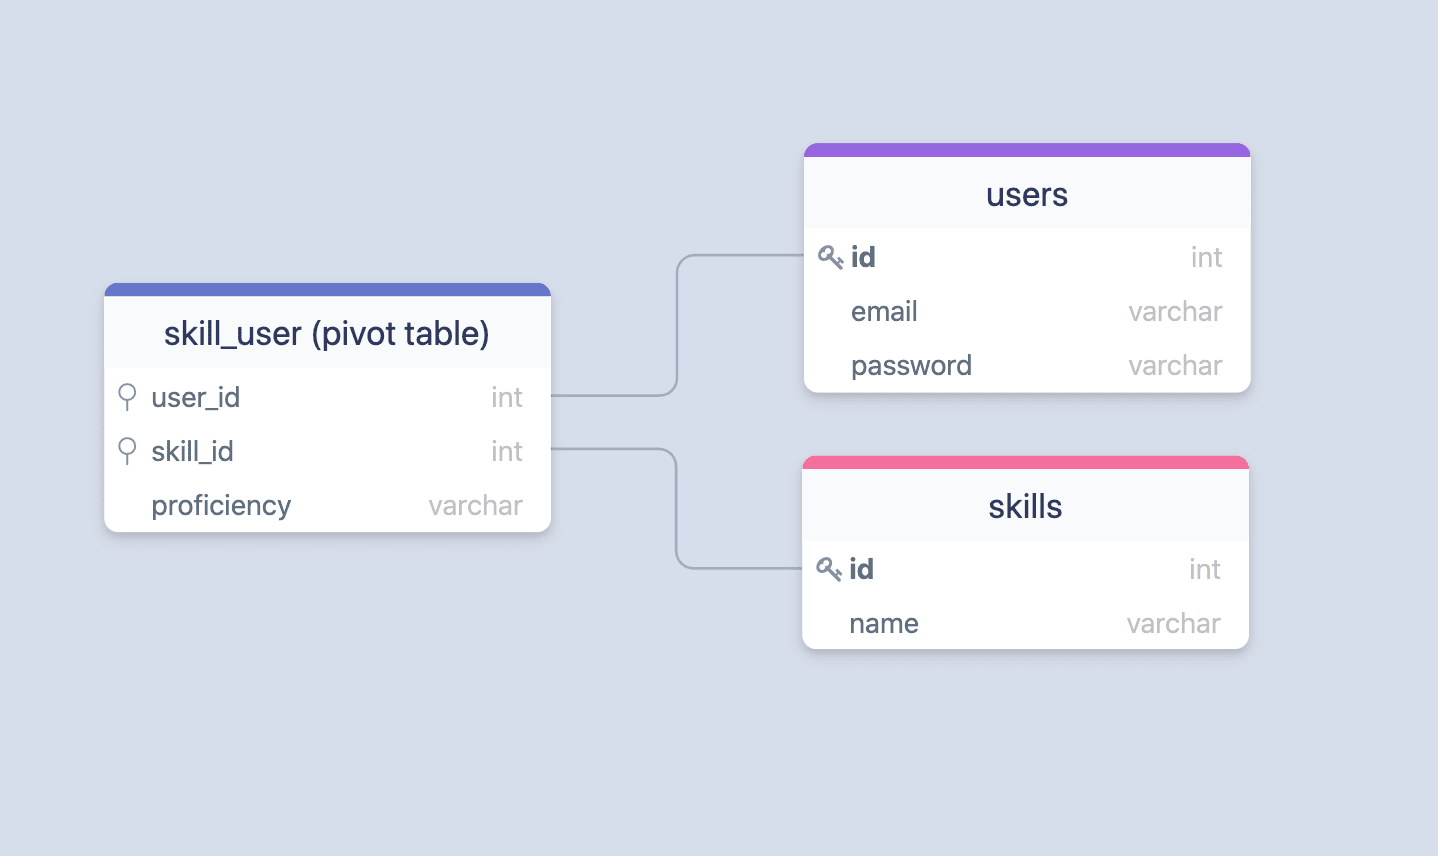 users
id int
email varchar
password varchar
skill_user (pivot table)
user_id int
skill_id int
proficiency varchar
skills
id int
name varchar